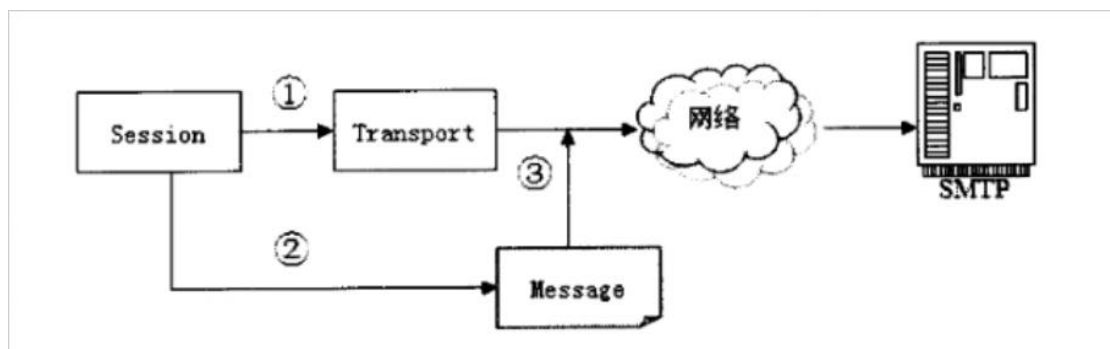 ①
Session
Transport
网络
③
SMTP
②
Message